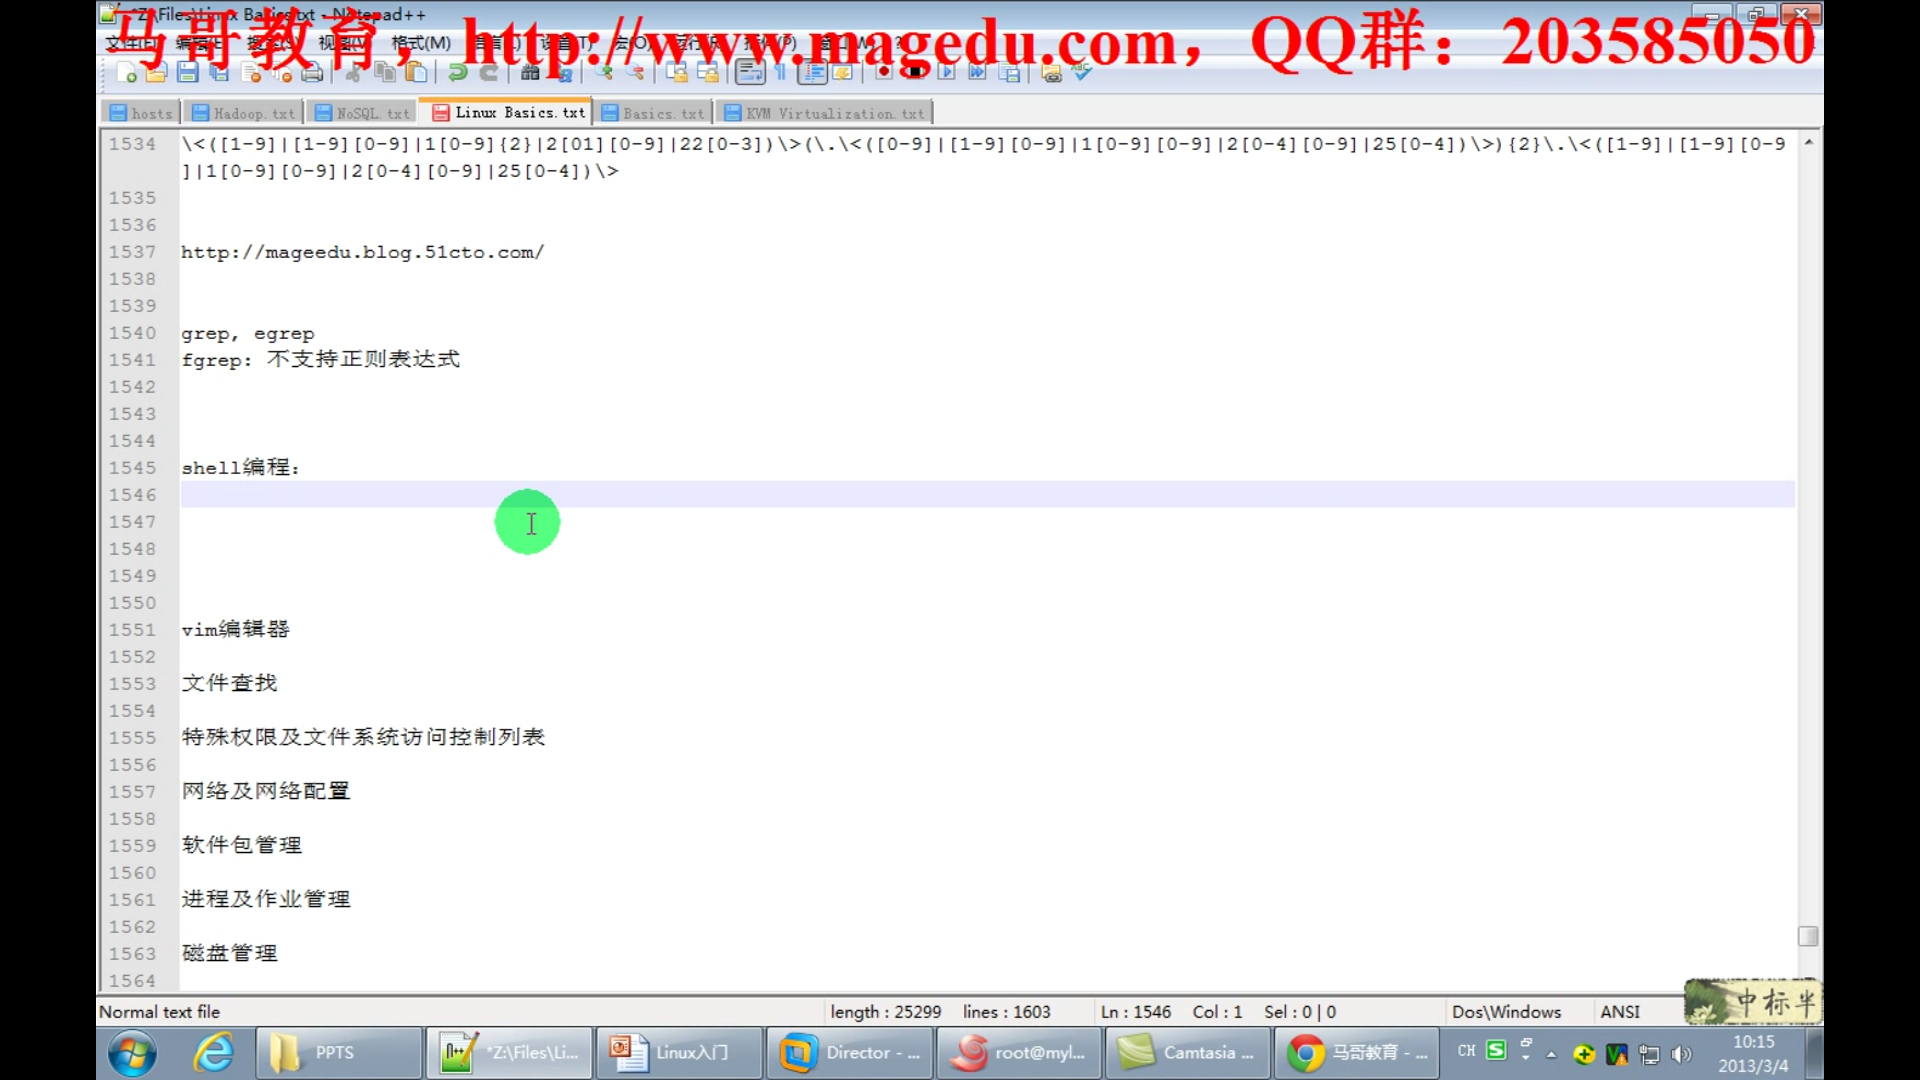 *Z:\Files\Linux Basics.txt - Notepad++
马哥教育，http://www.magedu.com，QQ群：203585050
格式(M)
hosts
Hadoop.txt
NoSQL.txt
Linux Basics.txt
Basics.txt
KVM Virtualization.txt
1534 \<([1-9]|[1-9][0-9]|1[0-9]{2}|2[01][0-9]|22[0-3])\>(\.\<([0-9]|[1-9][0-9]|1[0-9][0-9]|2[0-4][0-9]|25[0-4])\>){2}\.\<([1-9]|[1-9][0-9
]|1[0-9][0-9]|2[0-4][0-9]|25[0-4])\>
1535
1536
1537 http://mageedu.blog.51cto.com/
1538
1539
1540 grep, egrep
1541 fgrep: 不支持正则表达式
1542
1543
1544
1545 shell编程：
1546
1547
1548
1549
1550
1551 vim编辑器
1552
1553 文件查找
1554
1555 特殊权限及文件系统访问控制列表
1556
1557 网络及网络配置
1558
1559 软件包管理
1560
1561 进程及作业管理
1562
1563 磁盘管理
1564
Normal text file length : 25299 lines : 1603 Ln : 1546 Col : 1 Sel : 0 | 0 Dos\Windows ANSI
中标半
PPTS
*Z:\Files\Li...
Linux入门
Director - ...
root@myl...
Camtasia ...
马哥教育 - ...
CH
10:15
2013/3/4